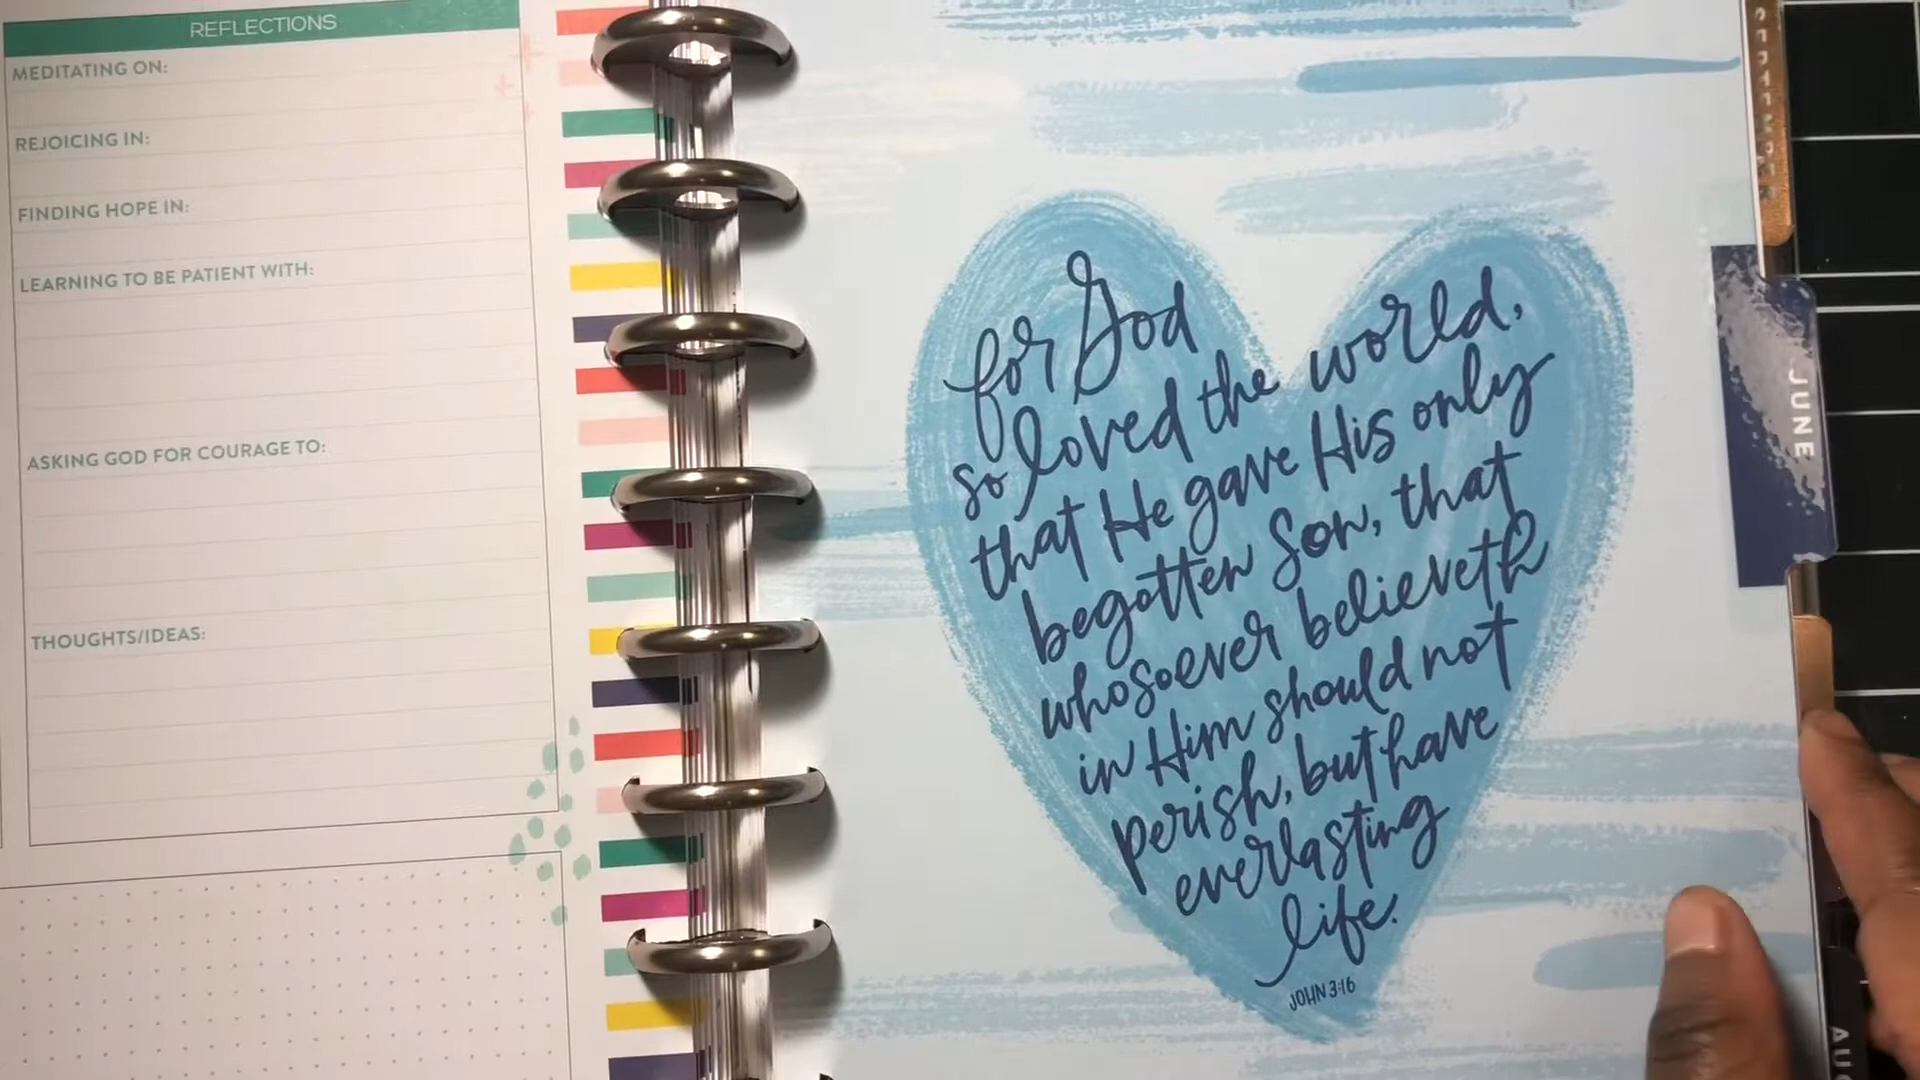 REFLECTIONS
MEDITATING ON:
REJOICING IN:
FINDING HOPE IN:
LEARNING TO BE PATIENT WITH:
ASKING GOD FOR COURAGE TO:
THOUGHTS/IDEAS:
for God
so loved the world,
that He gave His only
begotten Son, that
whosoever believeth
in Him should not
perish, but have
everlasting
life.
JOHN 3:16
SEPTEMBER
JUNE